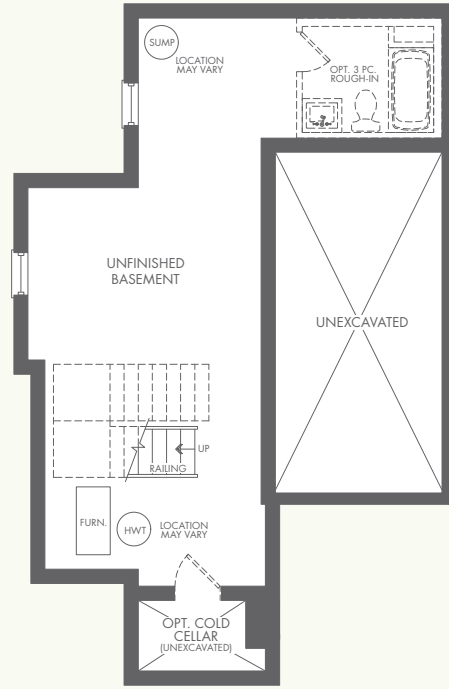 SUMP
LOCATION
MAY VARY
OPT. 3 PC.
ROUGH-IN
UNFINISHED
BASEMENT
UNEXCAVATED
UP
RAILING
FURN.
HWT
LOCATION
MAY VARY
OPT. COLD
CELLAR
(UNEXCAVATED)